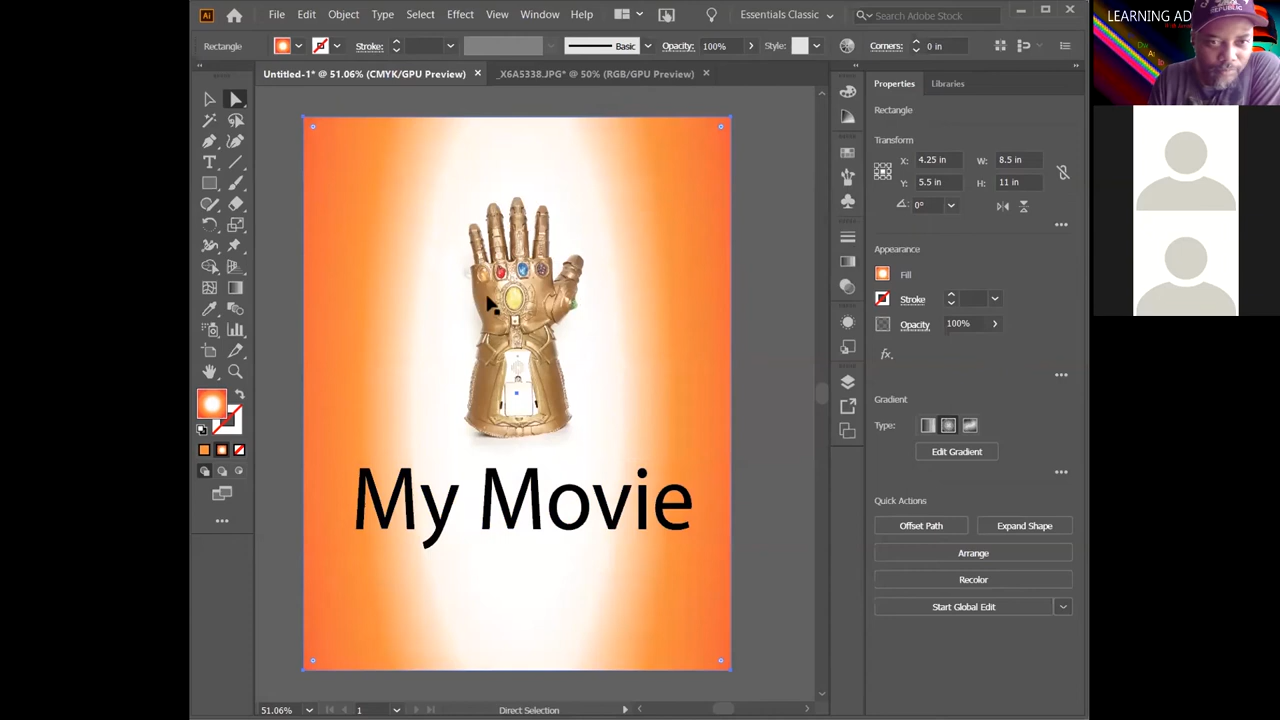 Ai File Edit Object Type Select Effect View Window Help Essentials Classic Search Adobe Stock
Rectangle Stroke: Basic Opacity: 100% Style: Corners: 0 in
Untitled-1* @ 51.06% (CMYK/GPU Preview) × _X6A5338.JPG* @ 50% (RGB/GPU Preview) ×
Properties Libraries
Rectangle
Transform
X: 4.25 in W: 8.5 in
Y: 5.5 in H: 11 in
0°
Appearance
Fill
Stroke
Opacity 100%
fx.
Gradient
Type:
Edit Gradient
Quick Actions
Offset Path Expand Shape
Arrange
Recolor
Start Global Edit
My Movie
51.06% 1 Direct Selection
LEARNING AD
Dw
Ai